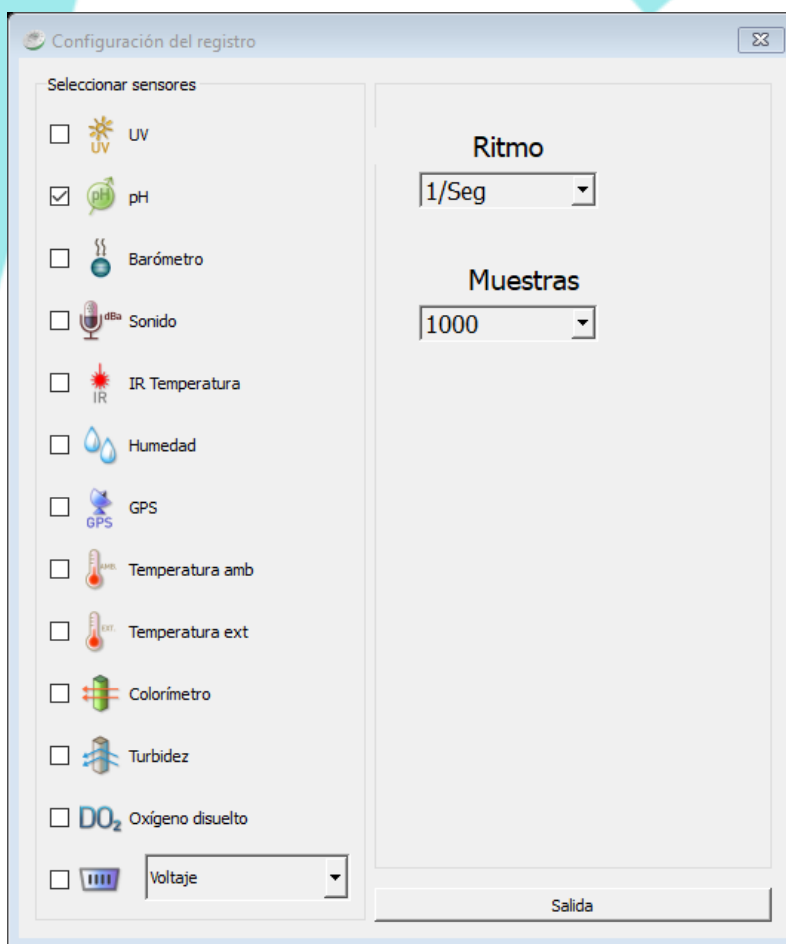 Configuración del registro
Seleccionar sensores
UV
UV
pH
pH
Barómetro
dBa
Sonido
IR
IR Temperatura
Humedad
GPS
GPS
AMB.
Temperatura amb
EXT.
Temperatura ext
Colorímetro
Turbidez
DO₂
Oxígeno disuelto
Voltaje
Ritmo
1/Seg
Muestras
1000
Salida